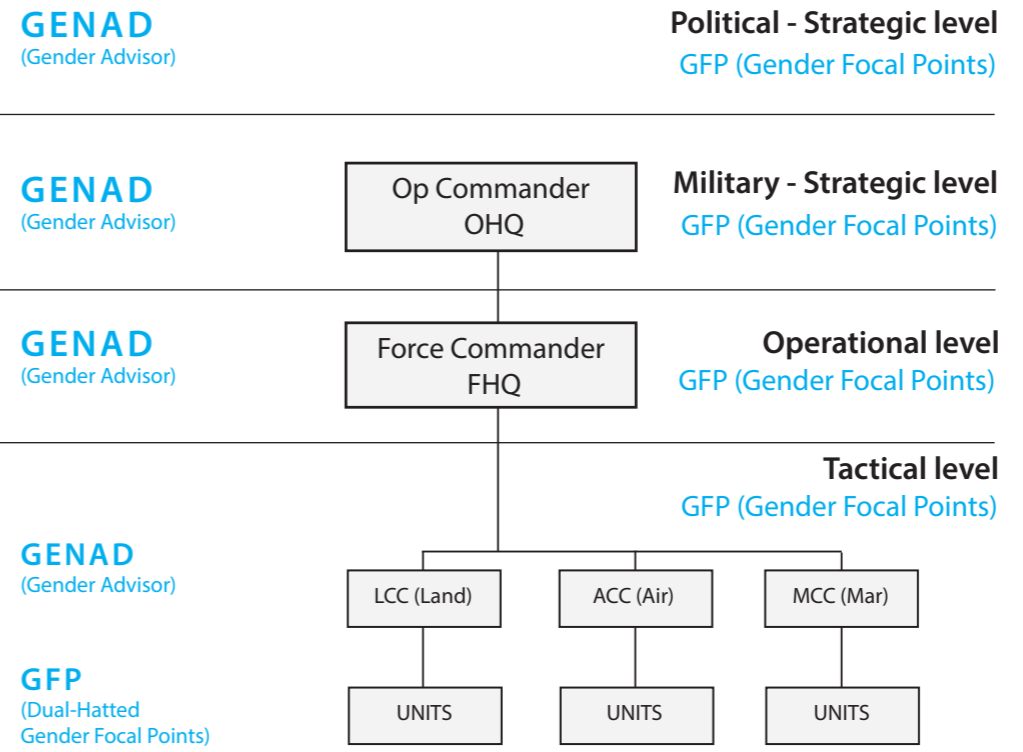 GENAD
(Gender Advisor)
Political - Strategic level
GFP (Gender Focal Points)
GENAD
(Gender Advisor)
Op Commander
OHQ
Military - Strategic level
GFP (Gender Focal Points)
GENAD
(Gender Advisor)
Force Commander
FHQ
Operational level
GFP (Gender Focal Points)
Tactical level
GFP (Gender Focal Points)
GENAD
(Gender Advisor)
LCC (Land)
ACC (Air)
MCC (Mar)
GFP
(Dual-Hatted
Gender Focal Points)
UNITS
UNITS
UNITS